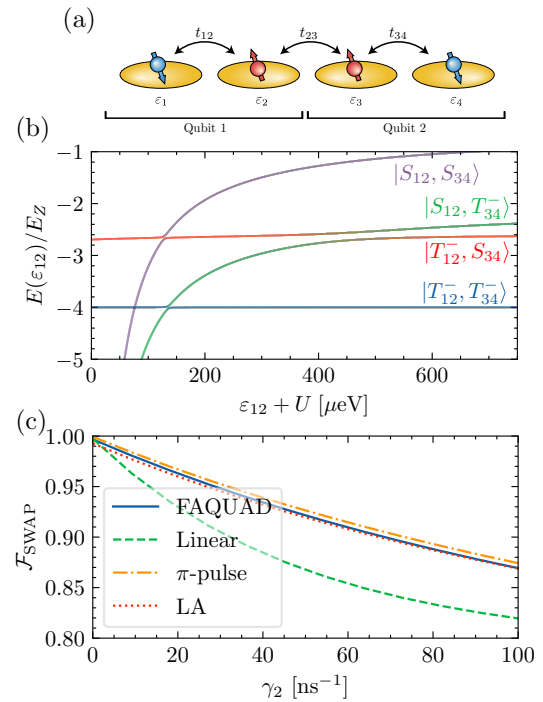 (a)
t₁₂ t₂₃ t₃₄
ε₁ ε₂ ε₃ ε₄
Qubit 1 Qubit 2
(b)
−1
|S₁₂, S₃₄⟩
−2
|S₁₂, T₃₄⁻⟩
E(ε₁₂)/E_Z
−3
|T₁₂⁻, S₃₄⟩
|T₁₂⁻, T₃₄⁻⟩
−4
−5
0 200 400 600
ε₁₂ + U [μeV]
(c)
1.00
0.95
FAQUAD
Linear
ℱ_SWAP
0.90
π-pulse
LA
0.85
0.80
0 20 40 60 80 100
γ₂ [ns⁻¹]